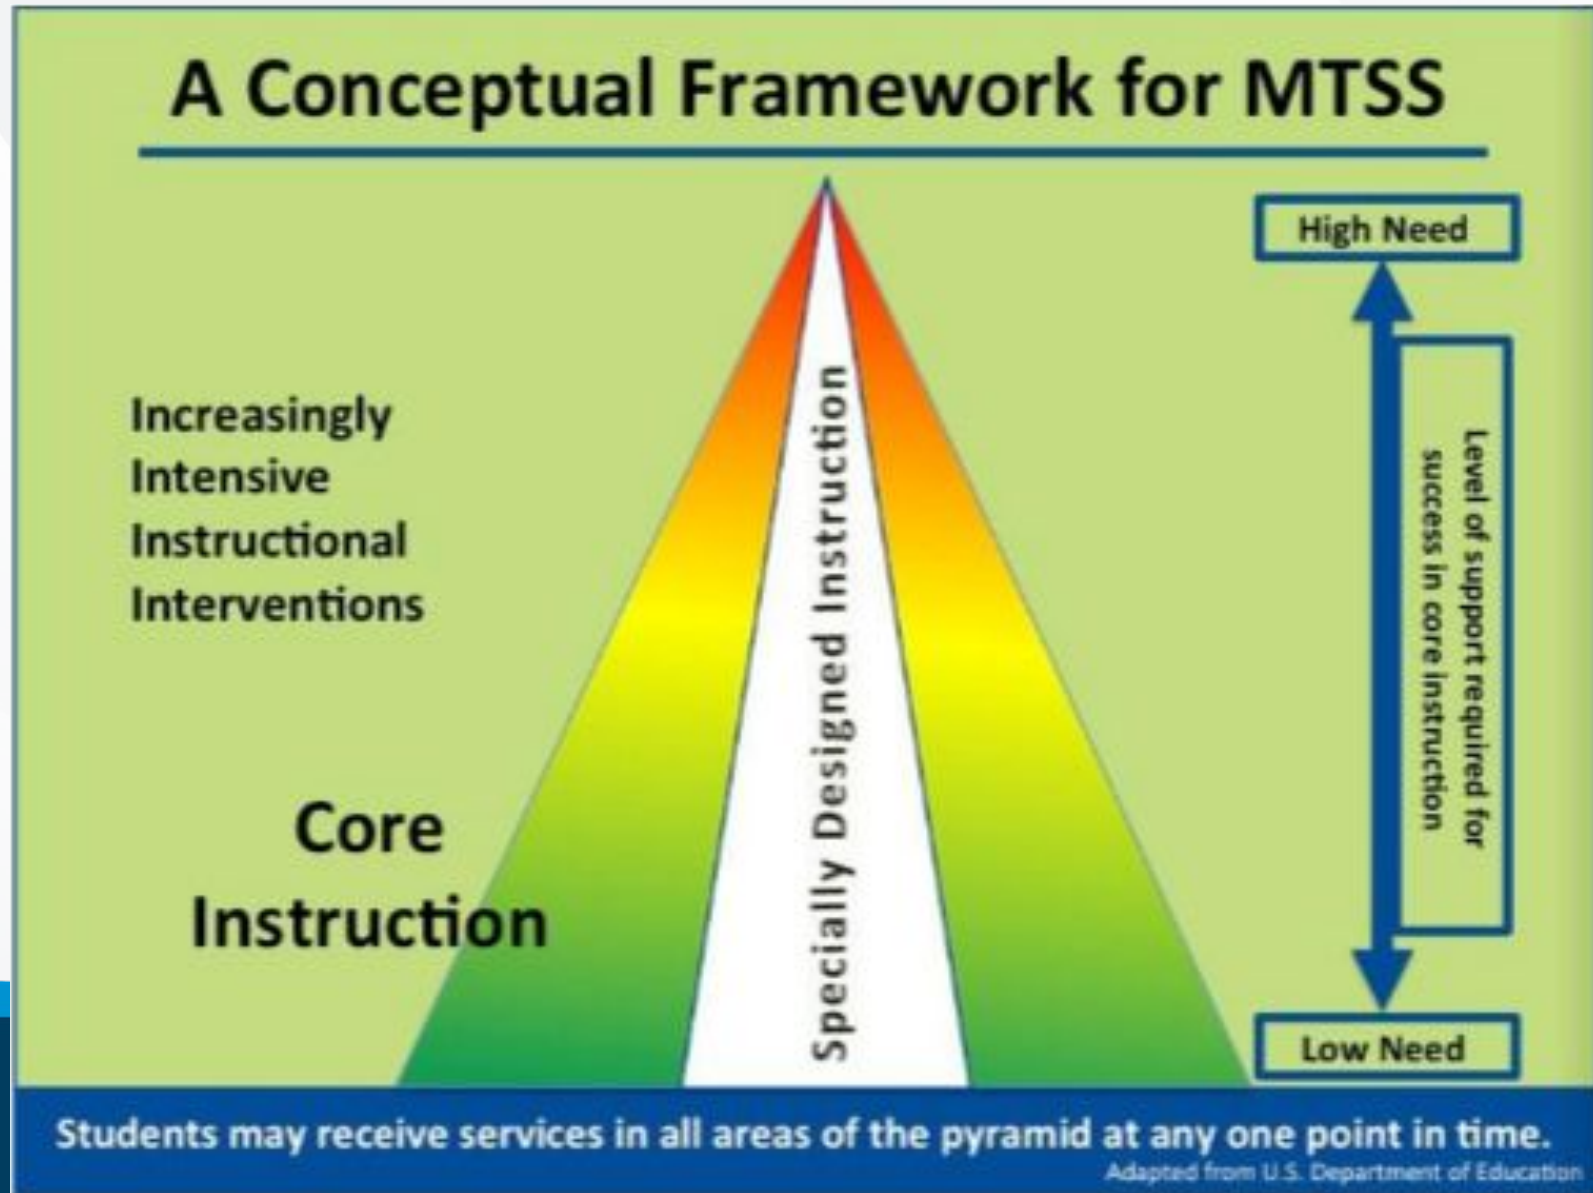 A Conceptual Framework for MTSS
High Need
Increasingly
Intensive
Instructional
Interventions
Core
Instruction
Specially Designed Instruction
Level of support required for
success in core instruction
Low Need
Students may receive services in all areas of the pyramid at any one point in time.
Adapted from U.S. Department of Education